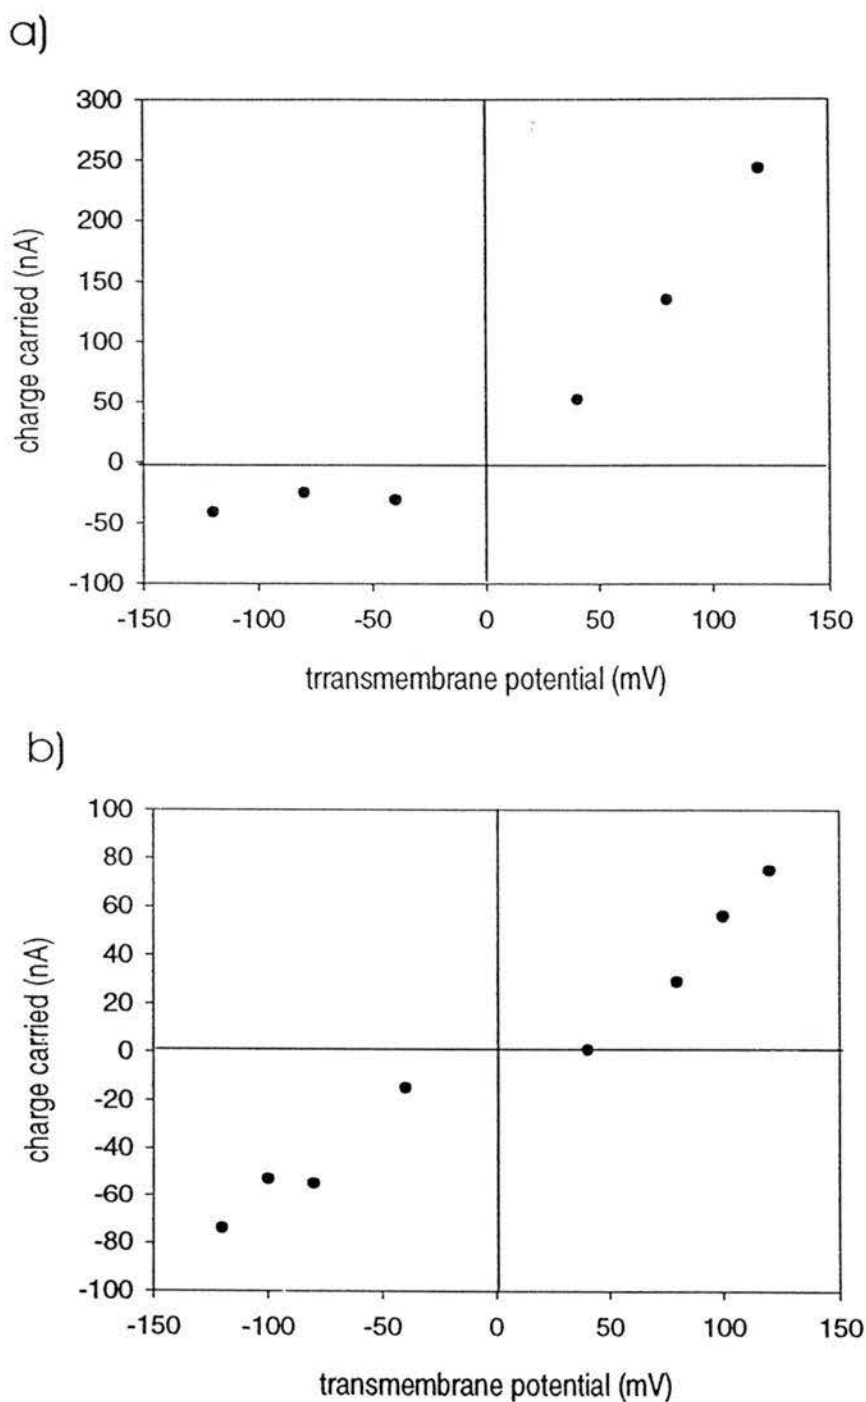 a)
300
250
200
150
100
50
0
-50
-100
charge carried (nA)
-150 -100 -50 0 50 100 150
trransmembrane potential (mV)
b)
100
80
60
40
20
0
-20
-40
-60
-80
-100
charge carried (nA)
-150 -100 -50 0 50 100 150
transmembrane potential (mV)